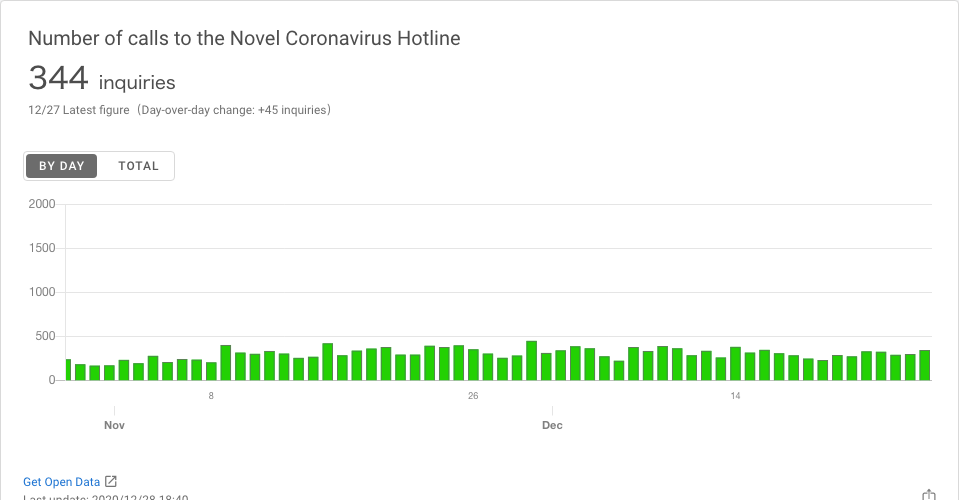 Number of calls to the Novel Coronavirus Hotline
344 inquiries
12/27 Latest figure（Day-over-day change: +45 inquiries）
BY DAY TOTAL
2000
1500
1000
500
0
8 26 14
Nov Dec
Get Open Data
Last update: 2020/12/28 18:40